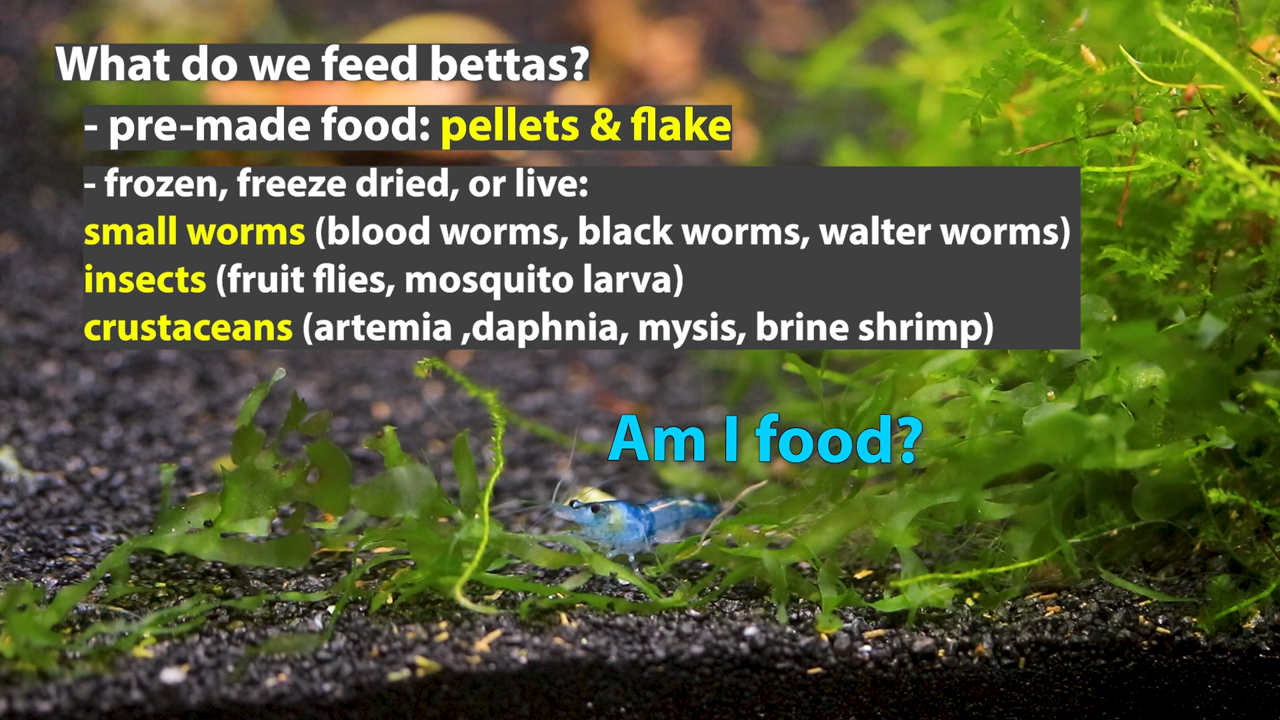 What do we feed bettas?
- pre-made food: pellets & flake
- frozen, freeze dried, or live:
small worms (blood worms, black worms, walter worms)
insects (fruit flies, mosquito larva)
crustaceans (artemia ,daphnia, mysis, brine shrimp)
Am I food?